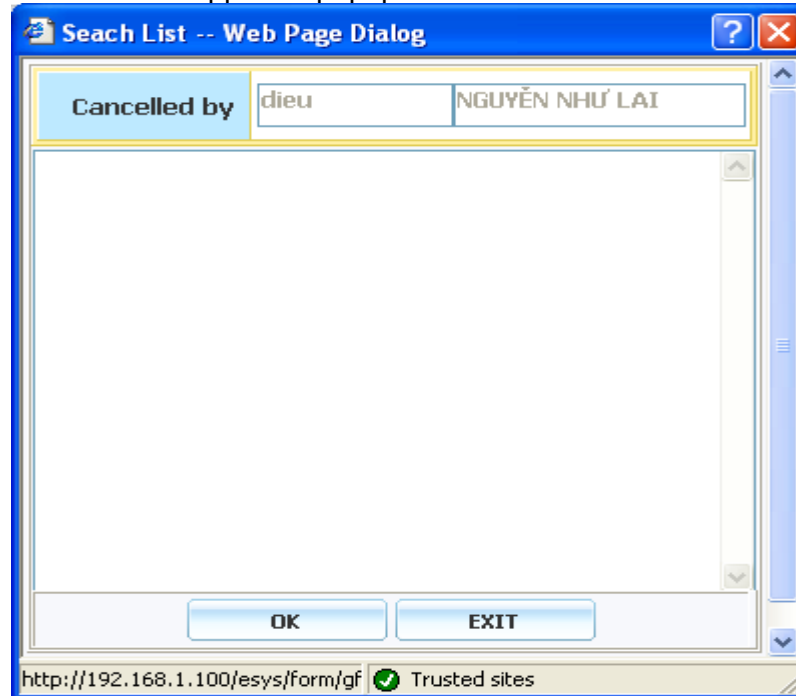 Seach List -- Web Page Dialog
Cancelled by dieu NGUYỄN NHƯ LAI
OK EXIT
http://192.168.1.100/esys/form/gf Trusted sites